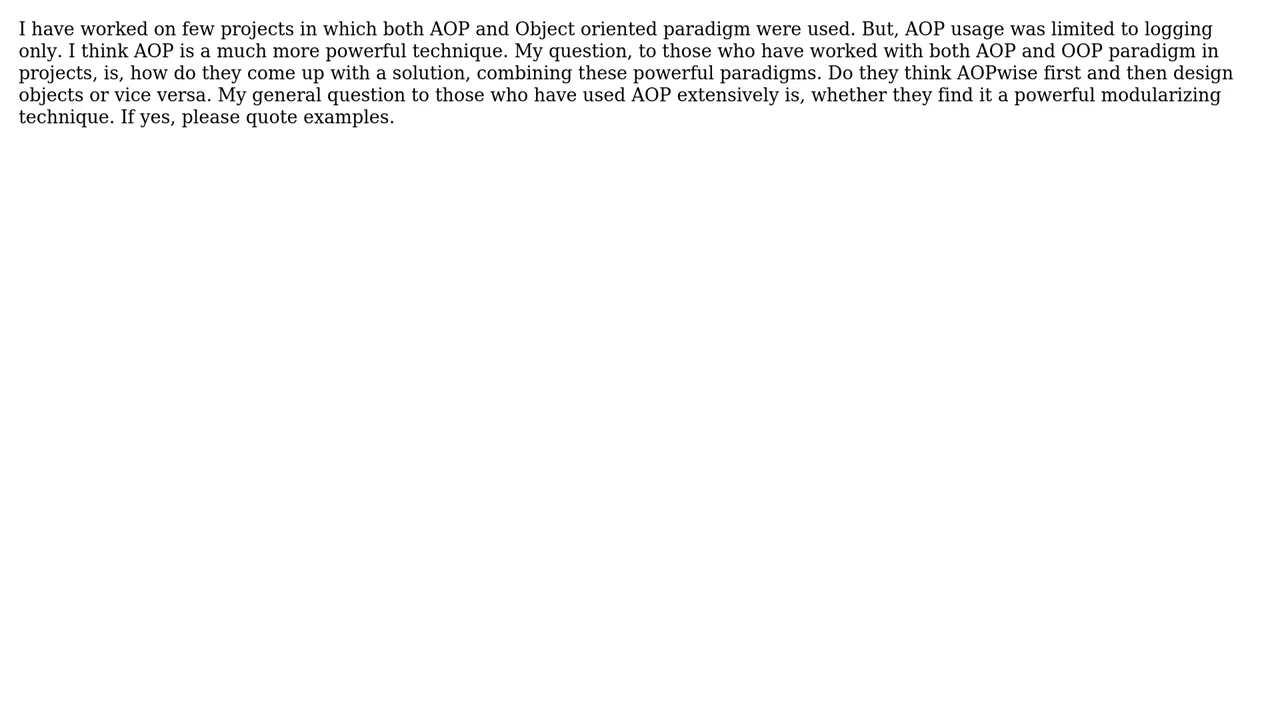 I have worked on few projects in which both AOP and Object oriented paradigm were used. But, AOP usage was limited to logging
only. I think AOP is a much more powerful technique. My question, to those who have worked with both AOP and OOP paradigm in
projects, is, how do they come up with a solution, combining these powerful paradigms. Do they think AOPwise first and then design
objects or vice versa. My general question to those who have used AOP extensively is, whether they find it a powerful modularizing
technique. If yes, please quote examples.